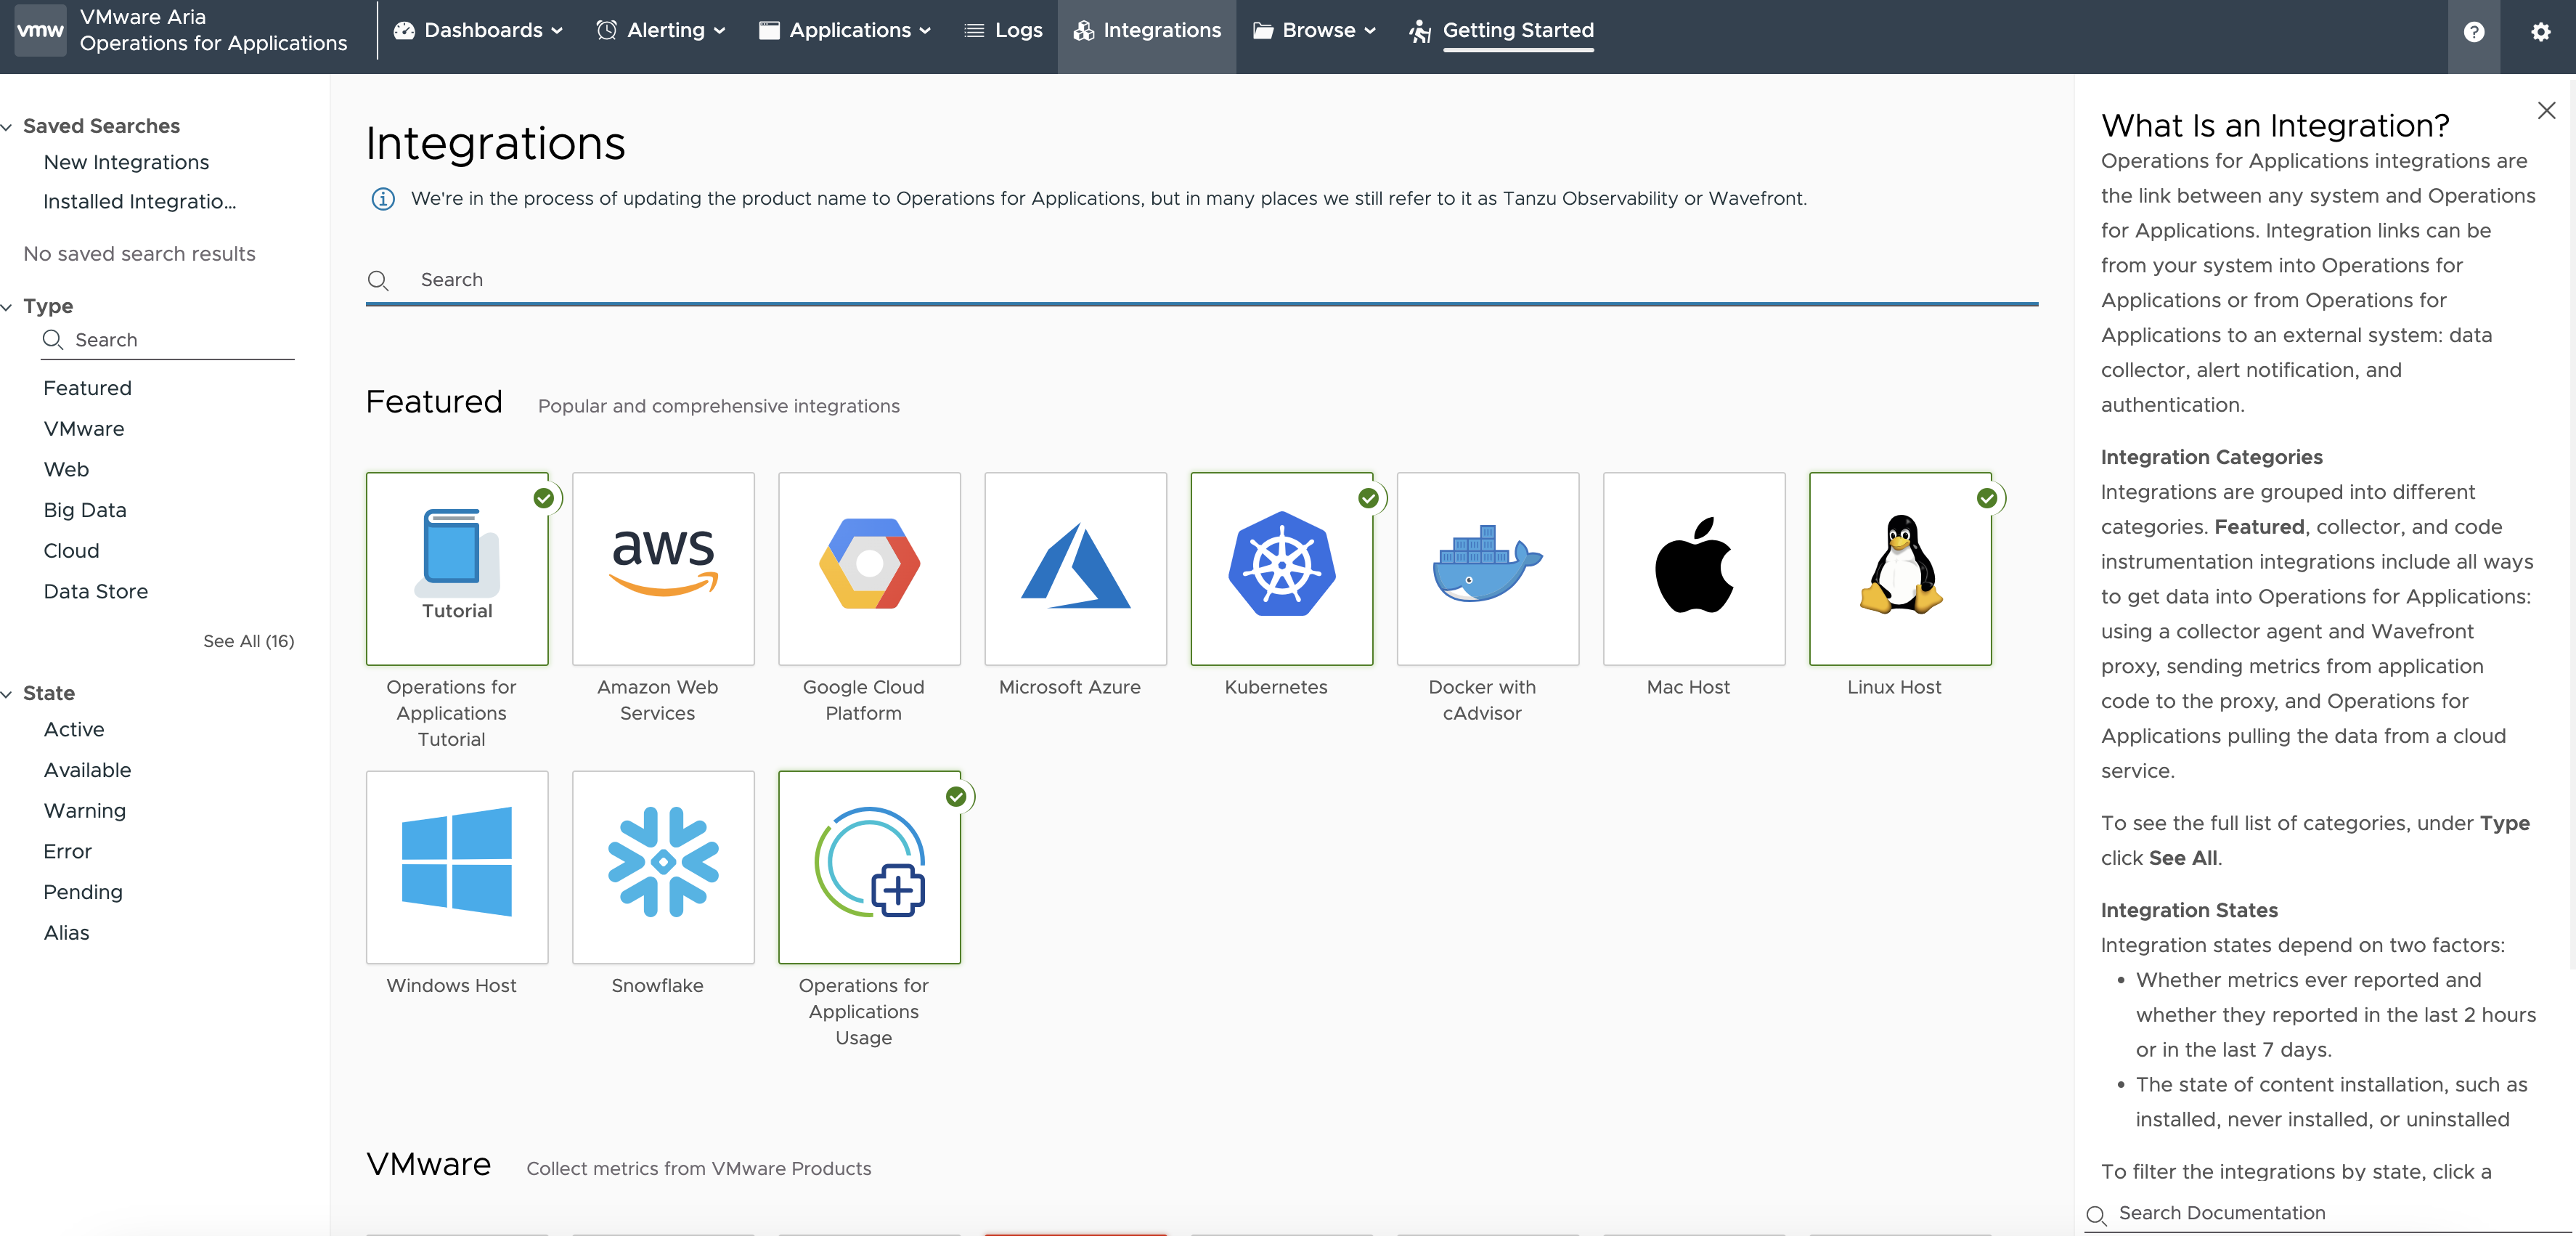 vmw
VMware Aria
Operations for Applications
Dashboards
Alerting
Applications
Logs
Integrations
Browse
Getting Started
?
Saved Searches
New Integrations
Installed Integratio...
No saved search results
Type
Search
Featured
VMware
Web
Big Data
Cloud
Data Store
See All (16)
State
Active
Available
Warning
Error
Pending
Alias
Integrations
We're in the process of updating the product name to Operations for Applications, but in many places we still refer to it as Tanzu Observability or Wavefront.
Search
Featured
Popular and comprehensive integrations
Tutorial
Operations for
Applications
Tutorial
aws
Amazon Web
Services
Google Cloud
Platform
Microsoft Azure
Kubernetes
Docker with
cAdvisor
Mac Host
Linux Host
Windows Host
Snowflake
Operations for
Applications
Usage
VMware
Collect metrics from VMware Products
What Is an Integration?
Operations for Applications integrations are
the link between any system and Operations
for Applications. Integration links can be
from your system into Operations for
Applications or from Operations for
Applications to an external system: data
collector, alert notification, and
authentication.
Integration Categories
Integrations are grouped into different
categories. Featured, collector, and code
instrumentation integrations include all ways
to get data into Operations for Applications:
using a collector agent and Wavefront
proxy, sending metrics from application
code to the proxy, and Operations for
Applications pulling the data from a cloud
service.
To see the full list of categories, under Type
click See All.
Integration States
Integration states depend on two factors:
• Whether metrics ever reported and
whether they reported in the last 2 hours
or in the last 7 days.
• The state of content installation, such as
installed, never installed, or uninstalled
To filter the integrations by state, click a
Search Documentation